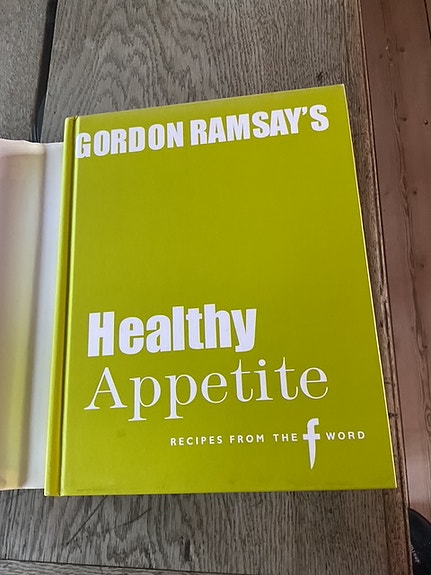 GORDON RAMSAY'S
Healthy
Appetite
RECIPES FROM THE f WORD